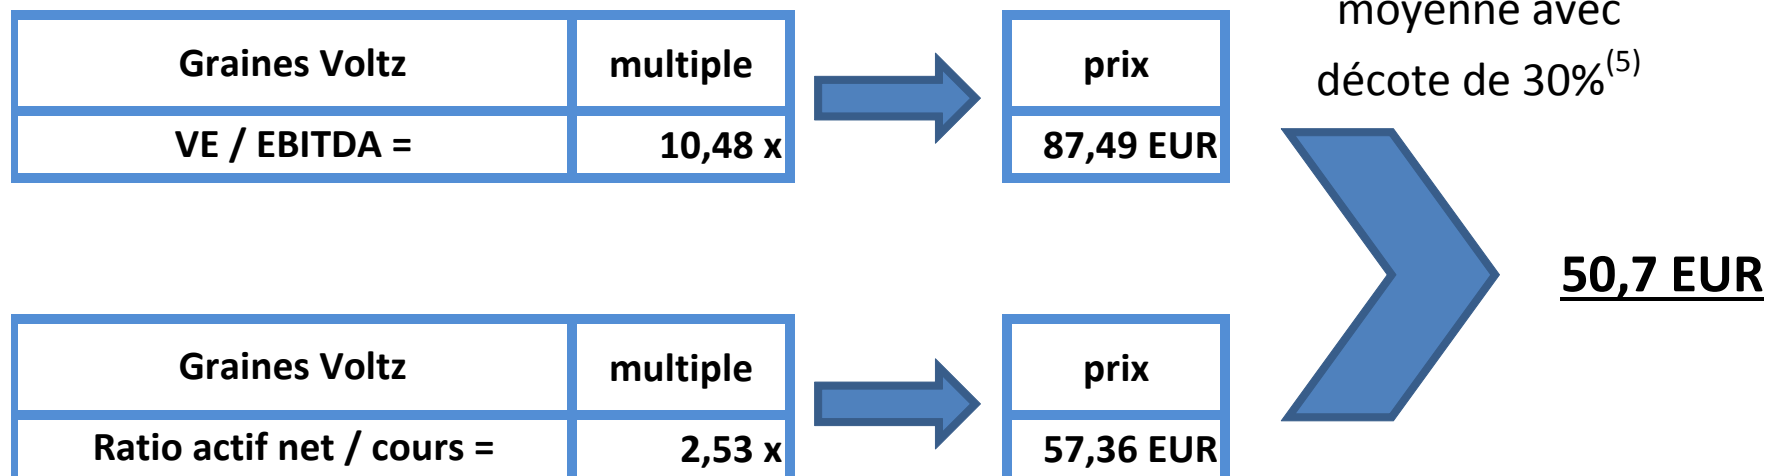 Graines Voltz multiple
VE / EBITDA = 10,48 x
prix
87,49 EUR
moyenne avec
décote de 30%(5)
50,7 EUR
Graines Voltz multiple
Ratio actif net / cours = 2,53 x
prix
57,36 EUR